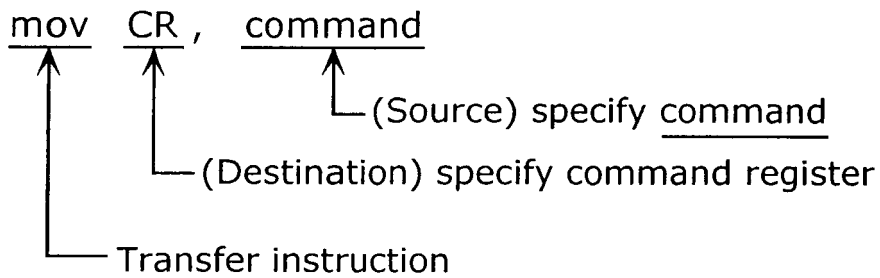 mov CR, command
(Source) specify command
(Destination) specify command register
Transfer instruction